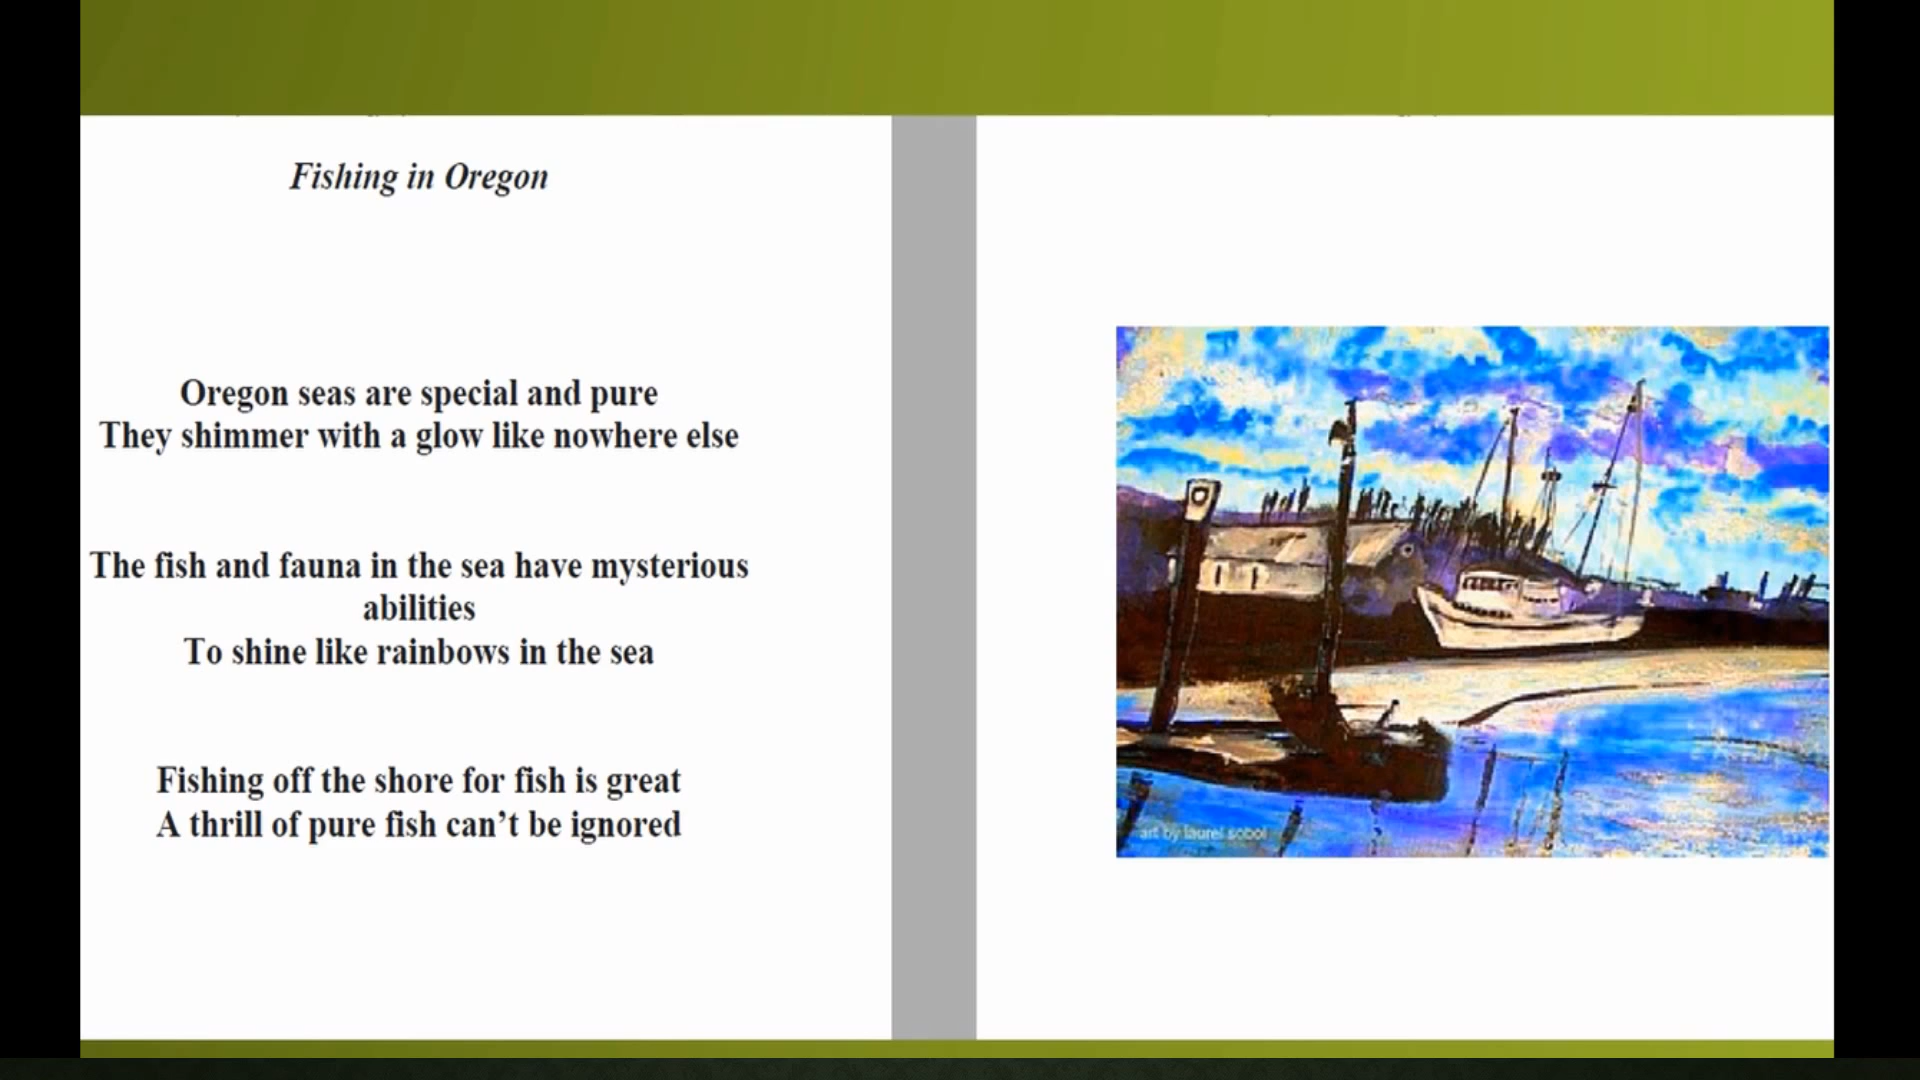 Fishing in Oregon
Oregon seas are special and pure
They shimmer with a glow like nowhere else
The fish and fauna in the sea have mysterious
abilities
To shine like rainbows in the sea
Fishing off the shore for fish is great
A thrill of pure fish can’t be ignored
art by laurel sobol